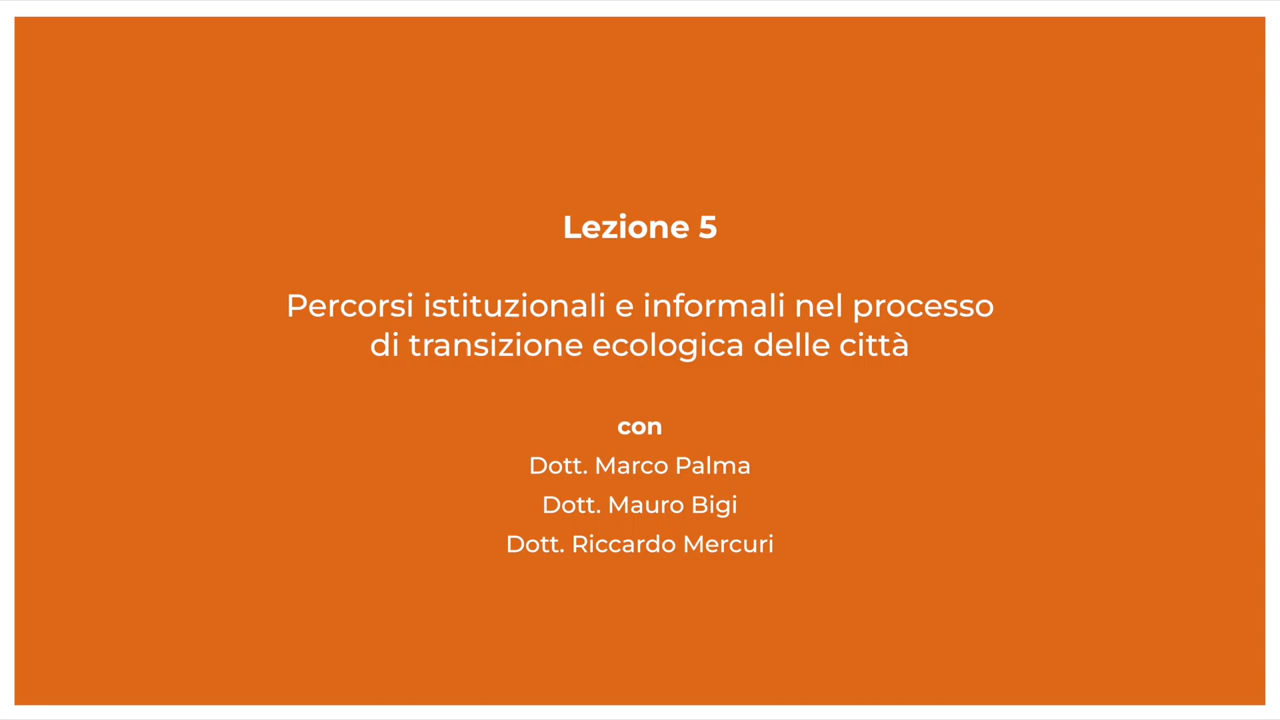 Lezione 5
Percorsi istituzionali e informali nel processo
di transizione ecologica delle città
con
Dott. Marco Palma
Dott. Mauro Bigi
Dott. Riccardo Mercuri